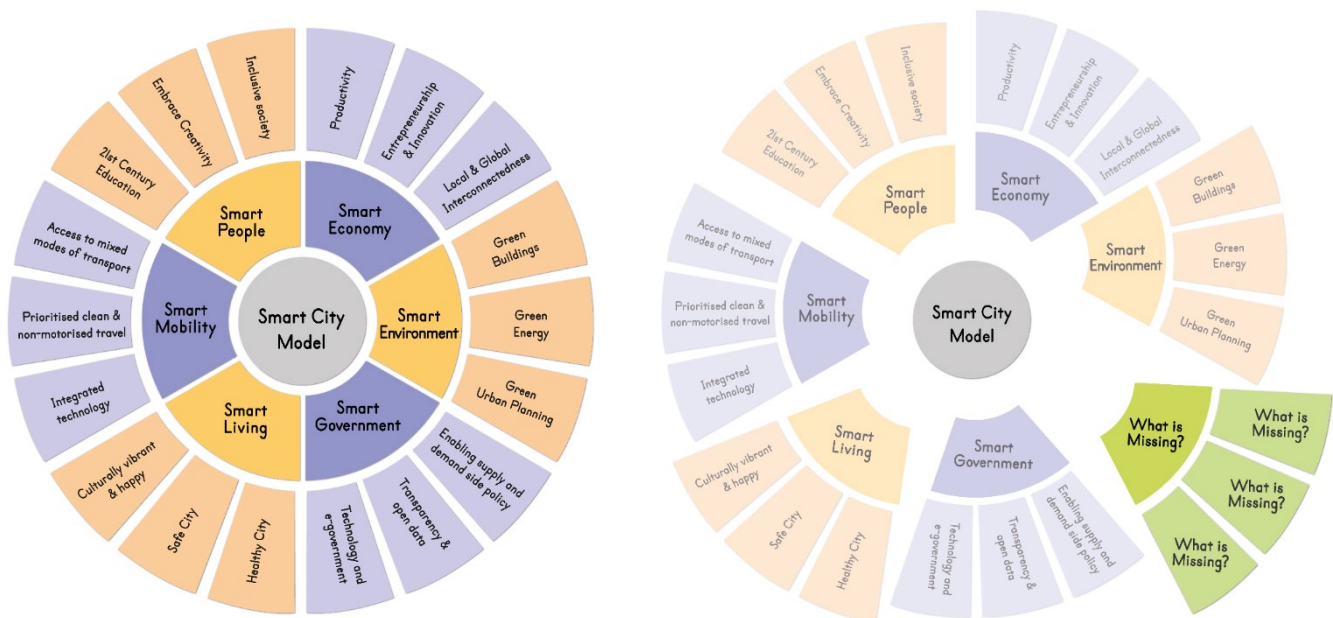 Inclusive society
Productivity
Embrace Creativity
Entrepreneurship
& Innovation
21st Century
Education
Local & Global
Interconnectedness
Smart
People
Smart
Economy
Access to mixed
modes of transport
Green
Buildings
Prioritised clean &
non-motorised travel
Smart
Mobility
Smart City
Model
Smart
Environment
Green
Energy
Integrated
technology
Green
Urban Planning
Smart
Living
Smart
Government
Culturally vibrant
& happy
Enabling supply and
demand side policy
Safe City
Transparency &
open data
Healthy City
Technology and
e-government
Inclusive society
Productivity
Embrace Creativity
Entrepreneurship
& Innovation
21st Century
Education
Local & Global
Interconnectedness
Smart
People
Smart
Economy
Green
Buildings
Access to mixed
modes of transport
Smart
Environment
Green
Energy
Prioritised clean &
non-motorised travel
Smart
Mobility
Smart City
Model
Green
Urban Planning
Integrated
technology
Smart
Living
Smart
Government
What is
Missing?
What is
Missing?
What is
Missing?
What is
Missing?
Culturally vibrant
& happy
Safe City
Healthy City
Technology and
e-government
Transparency &
open data
Enabling supply and
demand side policy